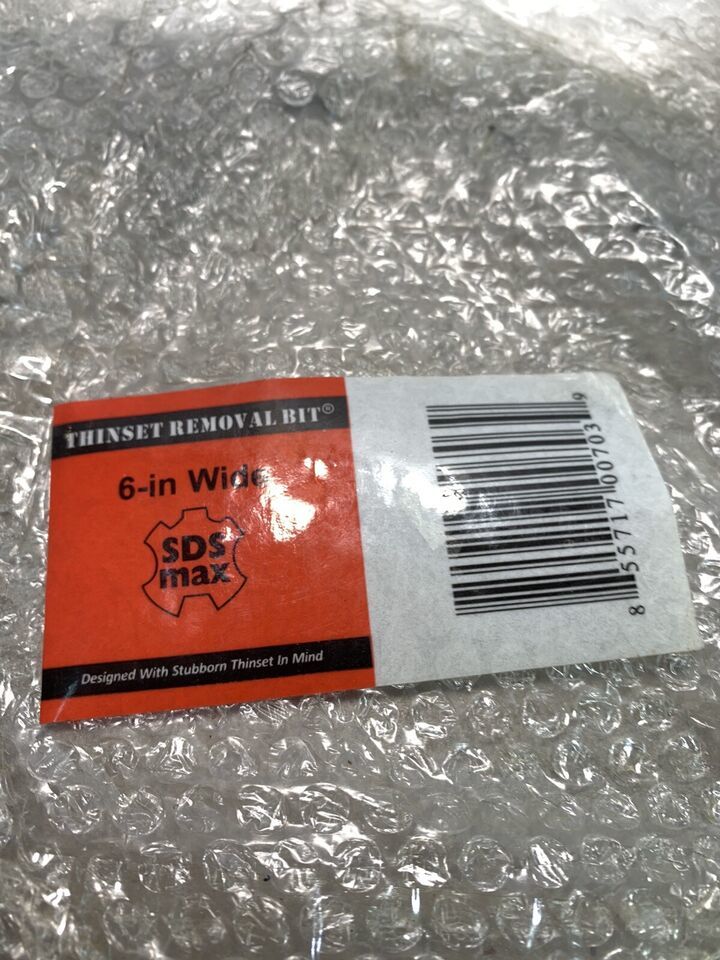 THINSET REMOVAL BIT®
6-in Wide
SDS
max
Designed With Stubborn Thinset In Mind
8 55717 00703 9